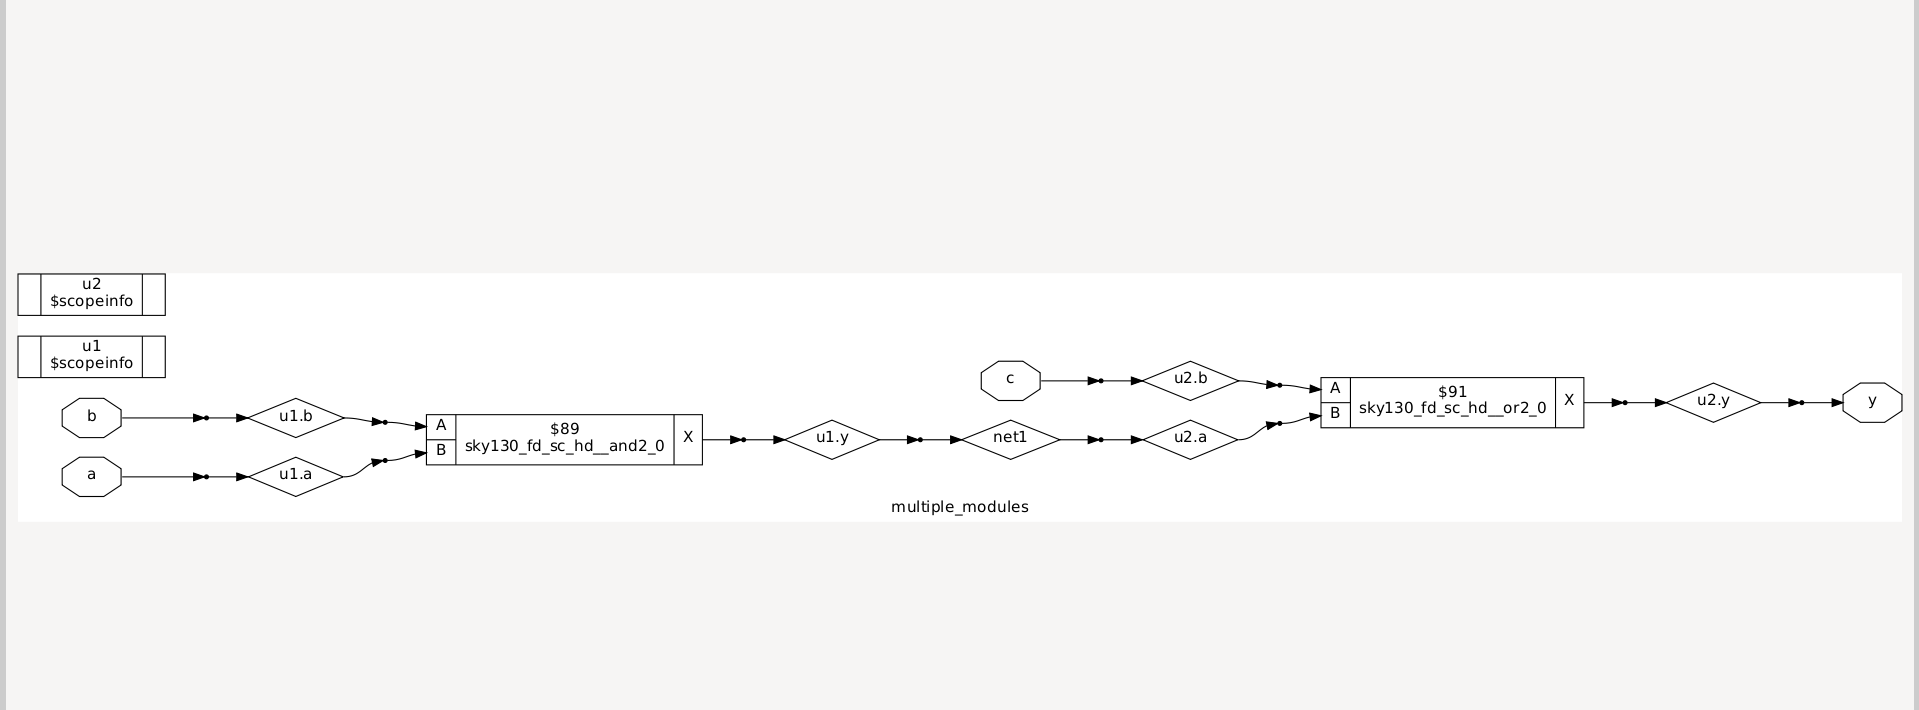 u2
$scopeinfo
u1
$scopeinfo
c
u2.b
A
$91
u2.y
y
B
sky130_fd_sc_hd__or2_0
X
b
u1.b
A
$89
u1.y
net1
u2.a
B
sky130_fd_sc_hd__and2_0
X
a
u1.a
multiple_modules